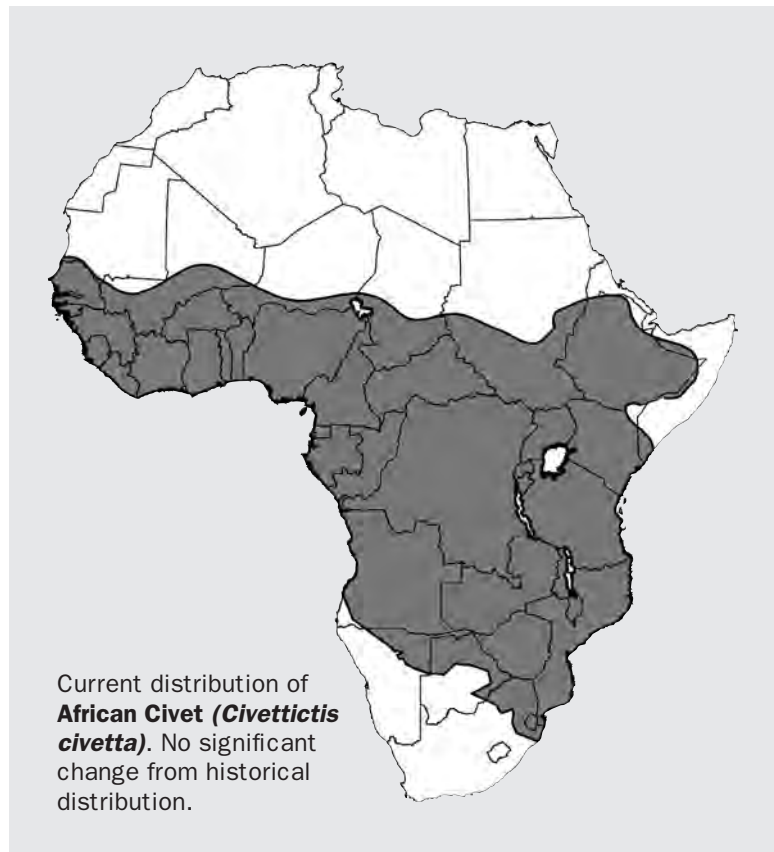 Current distribution of
African Civet (Civettictis
civetta). No significant
change from historical
distribution.